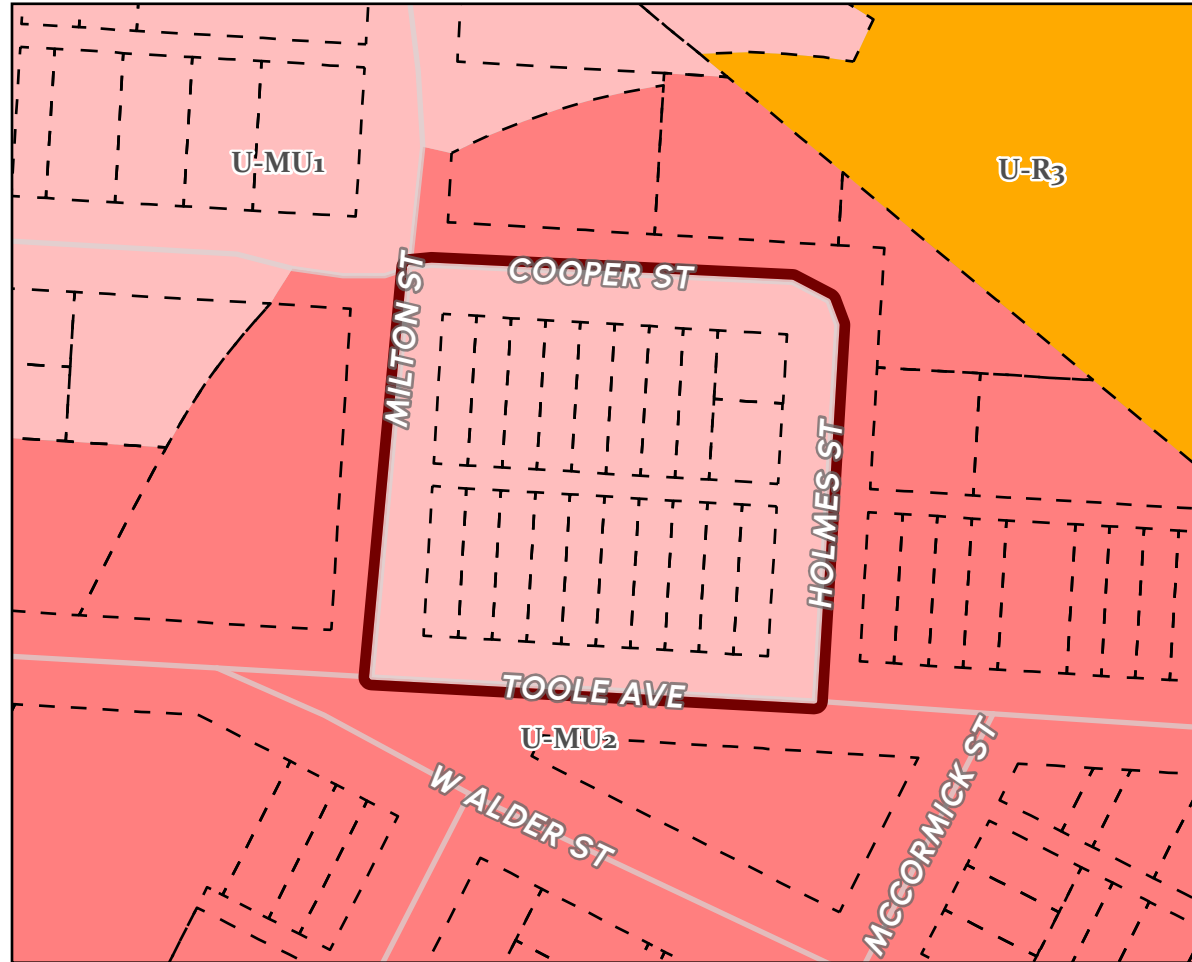 U-MU1
U-R3
COOPER ST
MILTON ST
HOLMES ST
TOOLE AVE
U-MU2
W ALDER ST
MCCORMICK ST